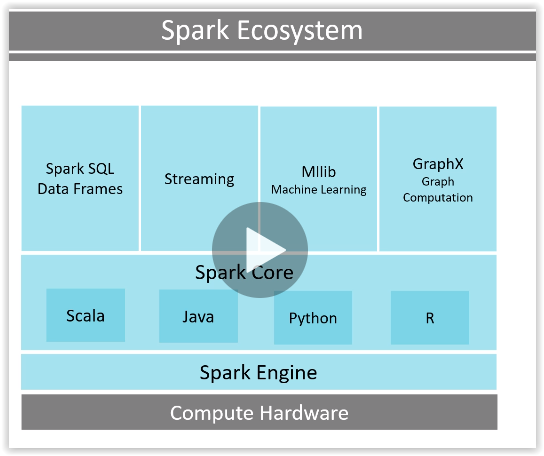 Spark Ecosystem
Spark SQL
Data Frames
Streaming
MIlib
Machine Learning
GraphX
Graph
Computation
Spark Core
Scala
Java
Python
R
Spark Engine
Compute Hardware